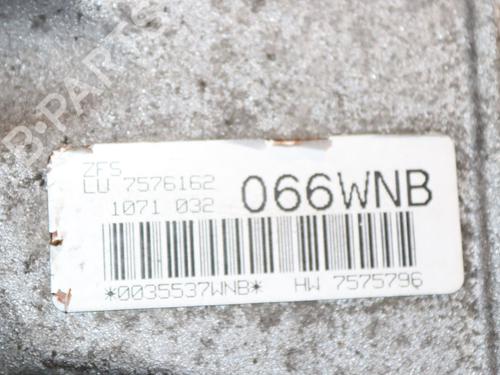 B-PARTS
ZFS
LU 7576162
1071 032 066WNB
*0035537WNB* HW 7575796